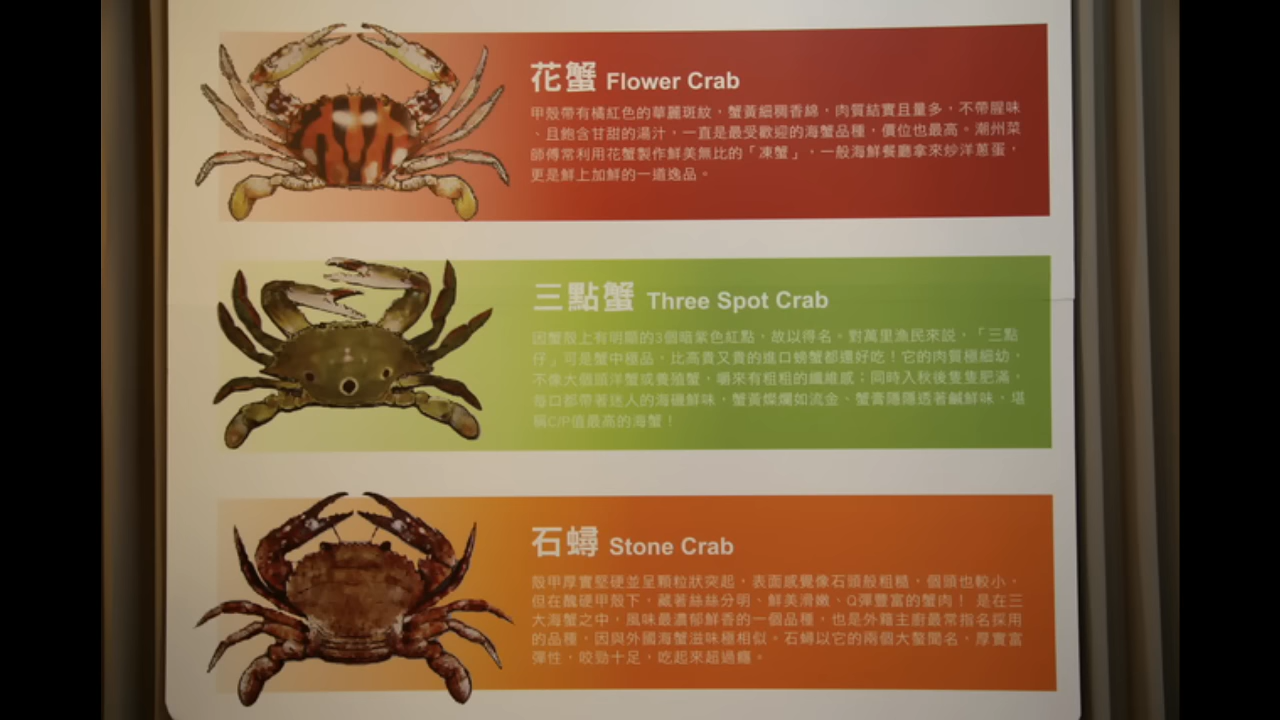 花蟹 Flower Crab
甲殼帶有橘紅色的華麗斑紋，蟹黃細稠香綿，肉質結實且量多，不帶腥味
、且飽含甘甜的湯汁，一直是最受歡迎的海蟹品種，價位也最高。潮州菜
師傅常利用花蟹製作鮮美無比的「凍蟹」，一般海鮮餐廳拿來炒洋蔥蛋，
更是鮮上加鮮的一道逸品。
三點蟹 Three Spot Crab
因蟹殼上有明顯的3個暗紫色紅點，故以得名。對萬里漁民來說，「三點
仔」可是蟹中極品，比高貴又貴的進口螃蟹都還好吃！它的肉質極細幼，
不像大個頭洋蟹或養殖蟹，嚼來有粗粗的纖維感；同時入秋後隻隻肥滿，
每口都帶著迷人的海磯鮮味，蟹黃燦爛如流金、蟹膏隱隱透著鹹鮮味、堪
稱C/P值最高的海蟹！
石蟳 Stone Crab
殼甲厚實堅硬並呈顆粒狀突起，表面感覺像石頭般粗糙，個頭也較小。
但在醜硬甲殼下，藏著絲絲分明、鮮美滑嫩、Q彈豐富的蟹肉！ 是在三
大海蟹之中，風味最濃郁鮮香的一個品種，也是外籍主廚最常指名採用
的品種，因與外國海蟹滋味極相似。石蟳以它的兩個大螯聞名，厚實富
彈性，咬勁十足，吃起來超過癮。